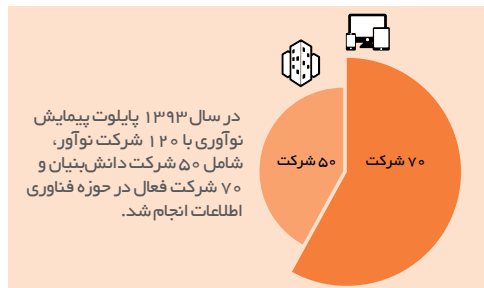 در سال ۱۳۹۳ پایلوت پیمایش
نوآوری با ۱۲۰ شرکت نوآور،
شامل ۵۰ شرکت دانش‌بنیان و
۷۰ شرکت فعال در حوزه فناوری
اطلاعات انجام شد.
۷۰ شرکت
۵۰ شرکت